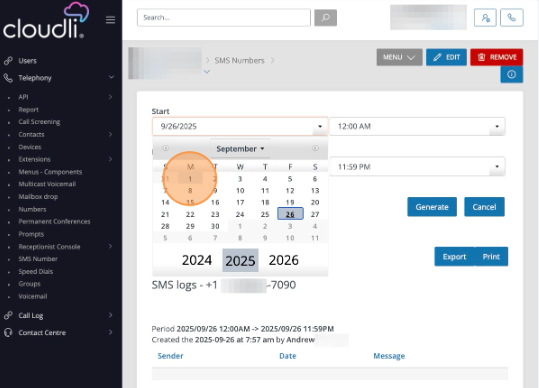 cloudli
Search...
Users
Telephony
API
Report
Call Screening
Contacts
Devices
Extensions
Menus - Components
Multicast Voicemail
Mailbox drop
Numbers
Permanent Conferences
Prompts
Receptionist Console
SMS Number
Speed Dials
Groups
Voicemail
Call Log
Contact Centre
SMS Numbers
MENU
EDIT
REMOVE
Start
9/26/2025
12:00 AM
September
S M T W T F S
31 1 2 3 4 5 6
7 8 9 10 11 12 13
14 15 16 17 18 19 20
21 22 23 24 25 26 27
28 29 30 1 2 3 4
5 6 7 8 9 10 11
2024 2025 2026
11:59 PM
Generate Cancel
Export Print
SMS logs - +1 -7090
Period 2025/09/26 12:00AM -> 2025/09/26 11:59PM
Created the 2025-09-26 at 7:57 am by Andrew
Sender Date Message